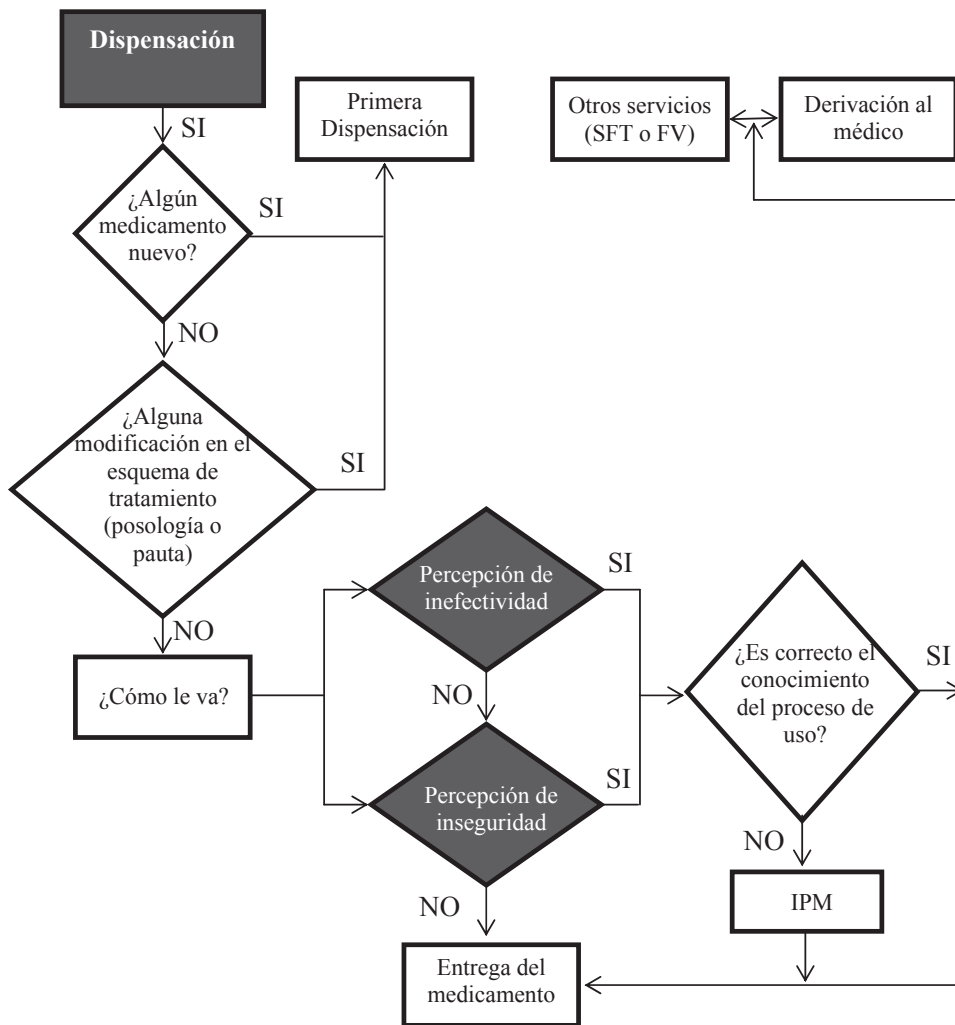 Dispensación
SI
¿Algún
medicamento
nuevo?
SI
Primera
Dispensación
Otros servicios
(SFT o FV)
Derivación al
médico
NO
¿Alguna
modificación en el
esquema de
tratamiento
(posología o
pauta)
SI
NO
¿Cómo le va?
Percepción de
inefectividad
SI
NO
Percepción de
inseguridad
SI
NO
¿Es correcto el
conocimiento
del proceso de
uso?
SI
NO
IPM
Entrega del
medicamento